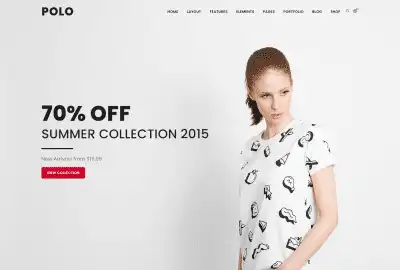 POLO
HOME LAYOUT FEATURES ELEMENTS PAGES PORTFOLIO BLOG SHOP
70% OFF
SUMMER COLLECTION 2015
New Arrivals from $19,99
VIEW COLLECTION